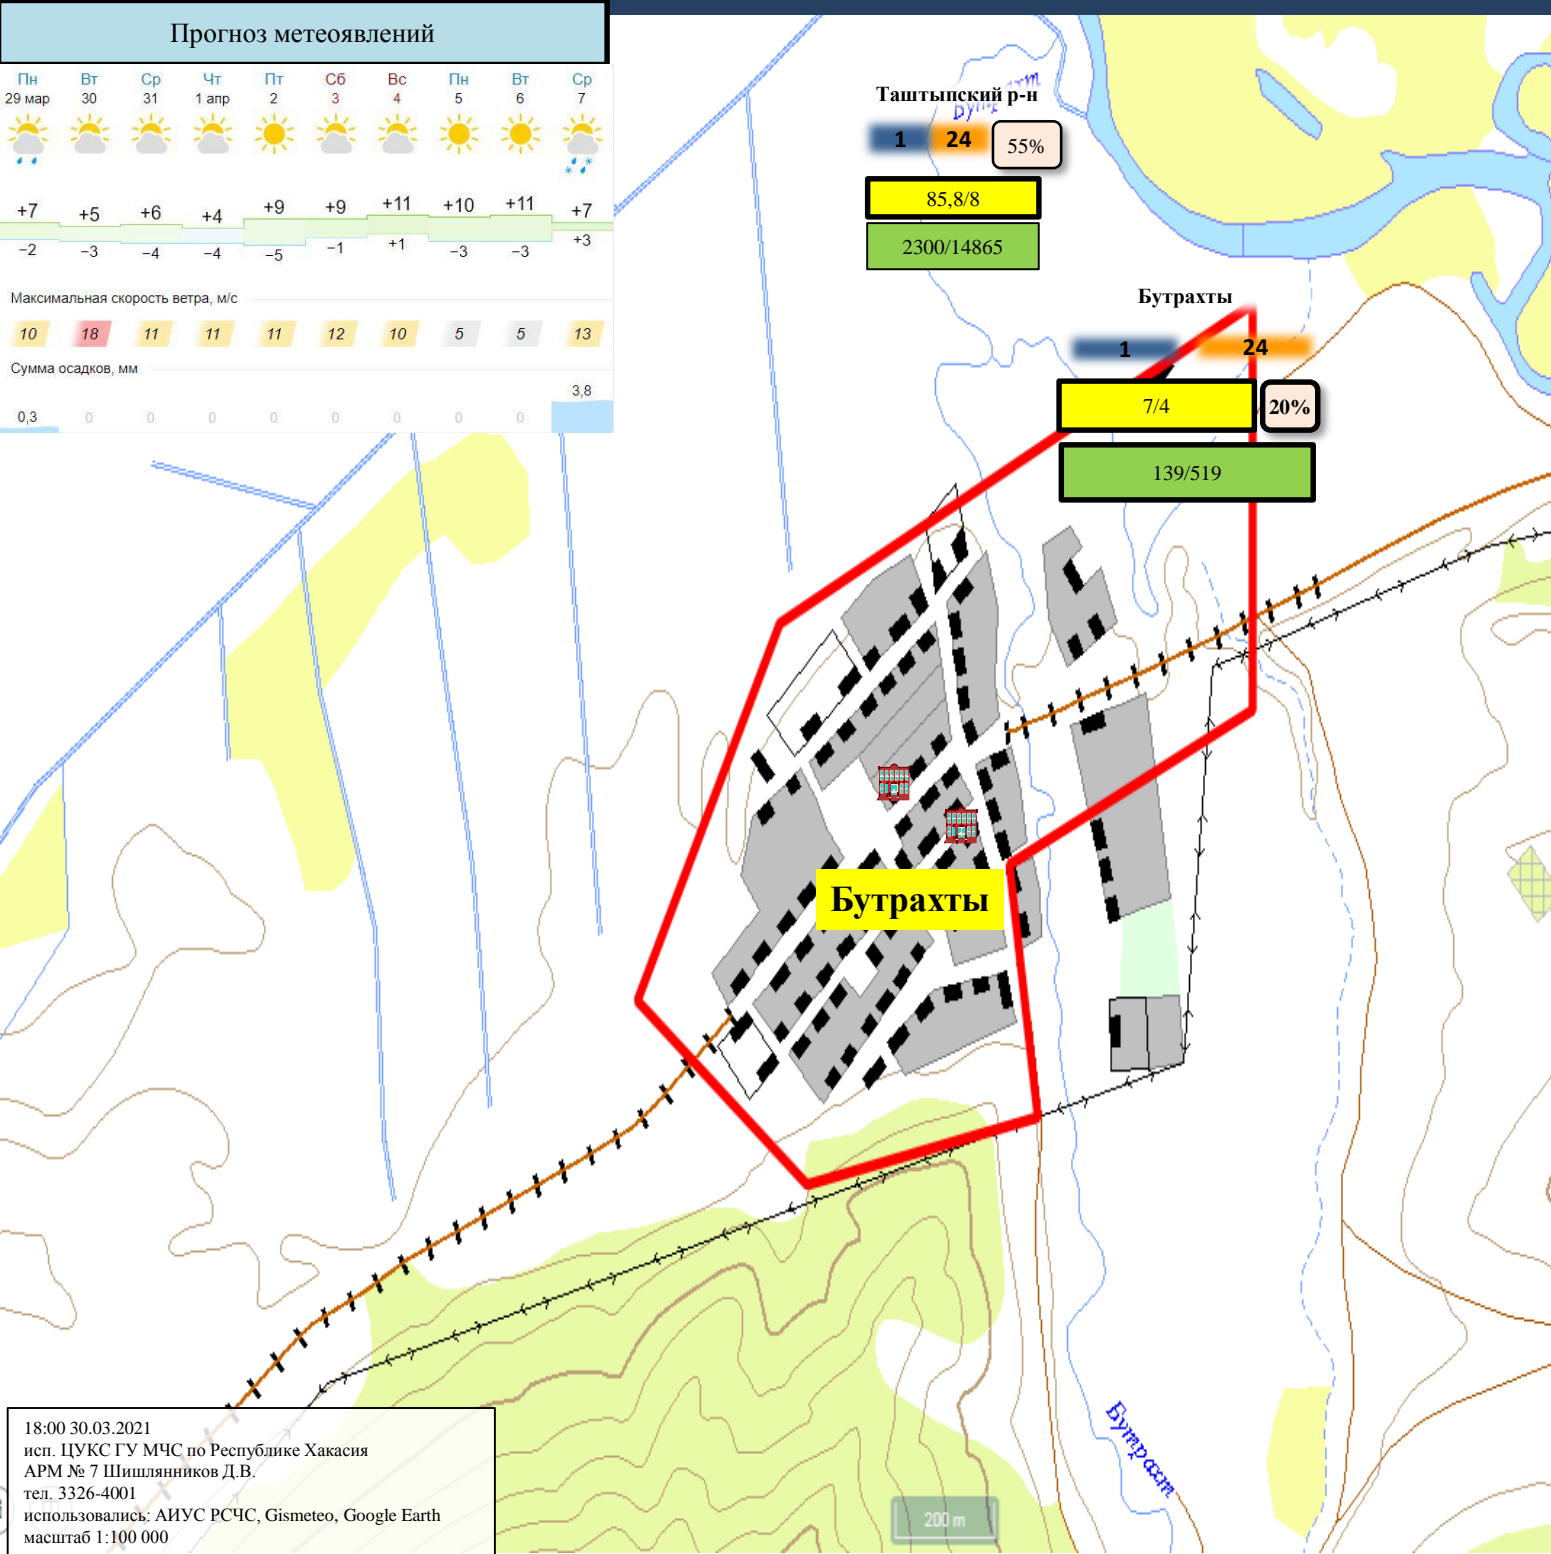 Прогноз метеоявлений
Пн Вт Ср Чт Пт Сб Вс Пн Вт Ср
29 мар 30 31 1 апр 2 3 4 5 6 7
+7 +5 +6 +4 +9 +9 +11 +10 +11 +7
−2 −3 −4 −4 −5 −1 +1 −3 −3 +3
Максимальная скорость ветра, м/с
10 18 11 11 11 12 10 5 5 13
Сумма осадков, мм
0,3 0 0 0 0 0 0 0 0 3,8
Таштыпский р-н
1 24 55%
85,8/8
2300/14865
Бутрахты
1 24
7/4 20%
139/519
Бутрахты
Бутрахт
200 m
18:00 30.03.2021
исп. ЦУКС ГУ МЧС по Республике Хакасия
АРМ № 7 Шишлянников Д.В.
тел. 3326-4001
использовались: АИУС РСЧС, Gismeteo, Google Earth
масштаб 1:100 000